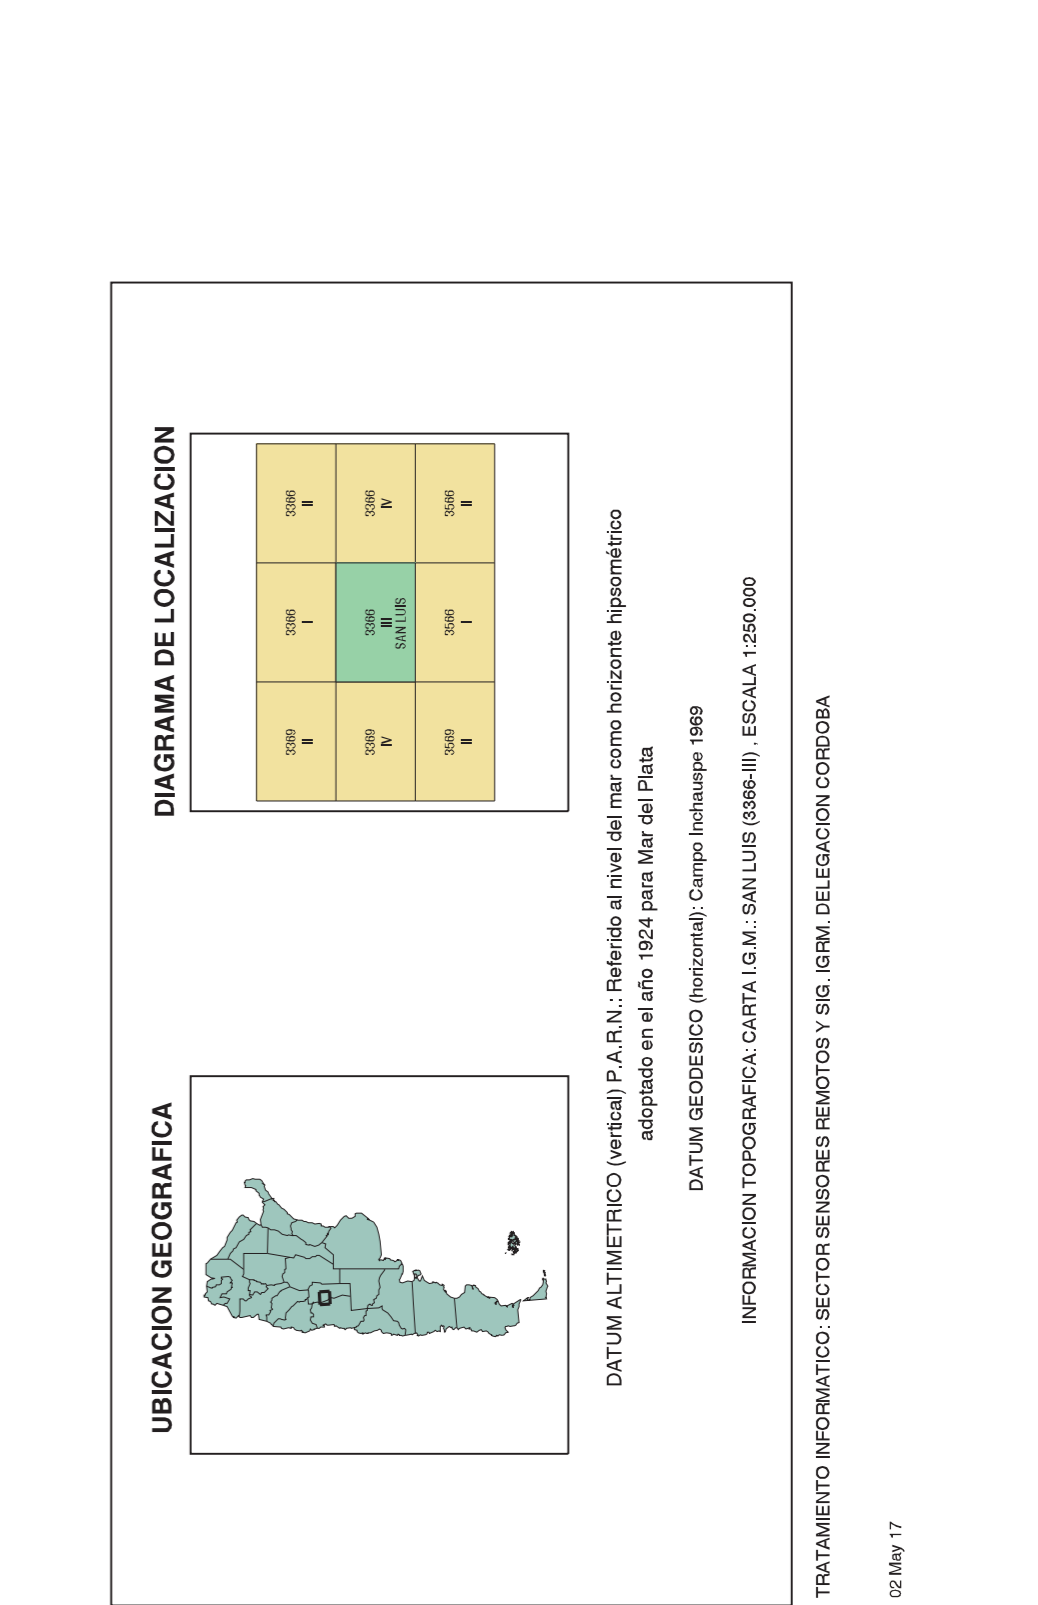 UBICACION GEOGRAFICA
DIAGRAMA DE LOCALIZACION
3369
II
3366
I
3366
II
3369
IV
3366
III
SAN LUIS
3366
IV
3569
II
3566
I
3566
II
DATUM ALTIMETRICO (vertical) P.A.R.N.: Referido al nivel del mar como horizonte hipsométrico
adoptado en el año 1924 para Mar del Plata
DATUM GEODESICO (horizontal): Campo Inchauspe 1969
INFORMACION TOPOGRAFICA: CARTA I.G.M.: SAN LUIS (3366-III) , ESCALA 1:250.000
TRATAMIENTO INFORMATICO: SECTOR SENSORES REMOTOS Y SIG. IGRM. DELEGACION CORDOBA
02 May 17